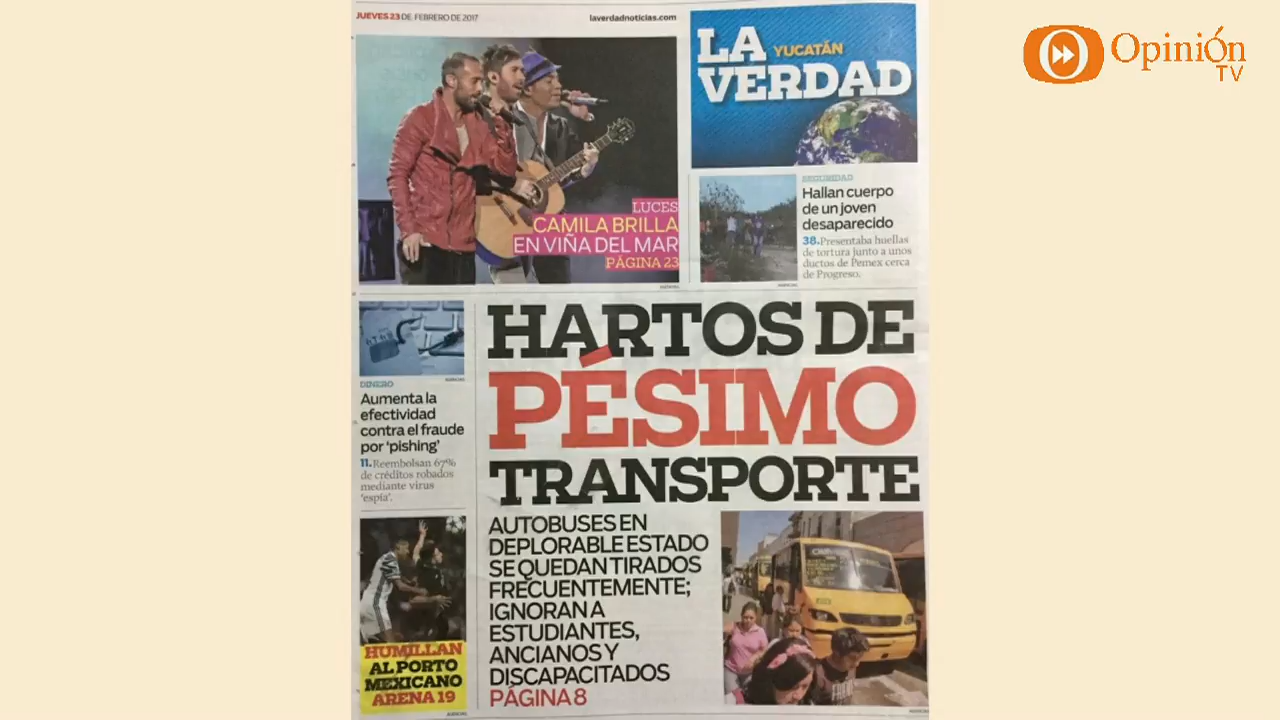 JUEVES 23 DE FEBRERO DE 2017
laverdadnoticias.com
Opinión
TV
LA
YUCATÁN
VERDAD
LUCES
CAMILA BRILLA
EN VIÑA DEL MAR
PÁGINA 23
SEGURIDAD
Hallan cuerpo
de un joven
desaparecido
38.Presentaba huellas
de tortura junto a unos
ductos de Pemex cerca
de Progreso.
DINERO
Aumenta la
efectividad
contra el fraude
por 'pishing'
11.Reembolsan 67%
de créditos robados
mediante virus
'espía'.
HUMILLAN
AL PORTO
MEXICANO
ARENA 19
HARTOS DE
PÉSIMO
TRANSPORTE
AUTOBUSES EN
DEPLORABLE ESTADO
SE QUEDAN TIRADOS
FRECUENTEMENTE;
IGNORAN A
ESTUDIANTES,
ANCIANOS Y
DISCAPACITADOS
PÁGINA 8